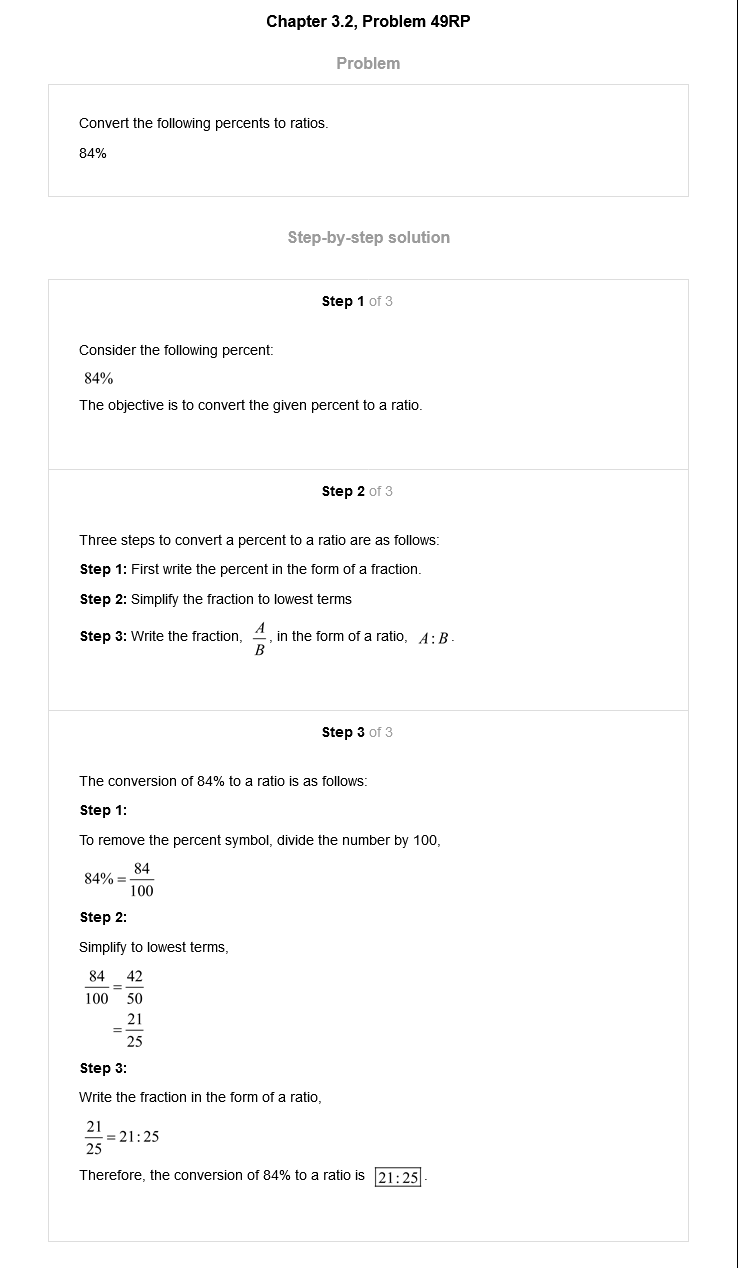 Chapter 3.2, Problem 49RP
Problem
Convert the following percents to ratios.
84%
Step-by-step solution
Step 1 of 3
Consider the following percent:
84%
The objective is to convert the given percent to a ratio.
Step 2 of 3
Three steps to convert a percent to a ratio are as follows:
Step 1: First write the percent in the form of a fraction.
Step 2: Simplify the fraction to lowest terms
Step 3: Write the fraction, A/B, in the form of a ratio, A:B.
Step 3 of 3
The conversion of 84% to a ratio is as follows:
Step 1:
To remove the percent symbol, divide the number by 100,
84% = 84/100
Step 2:
Simplify to lowest terms,
84/100 = 42/50
= 21/25
Step 3:
Write the fraction in the form of a ratio,
21/25 = 21:25
Therefore, the conversion of 84% to a ratio is 21:25.